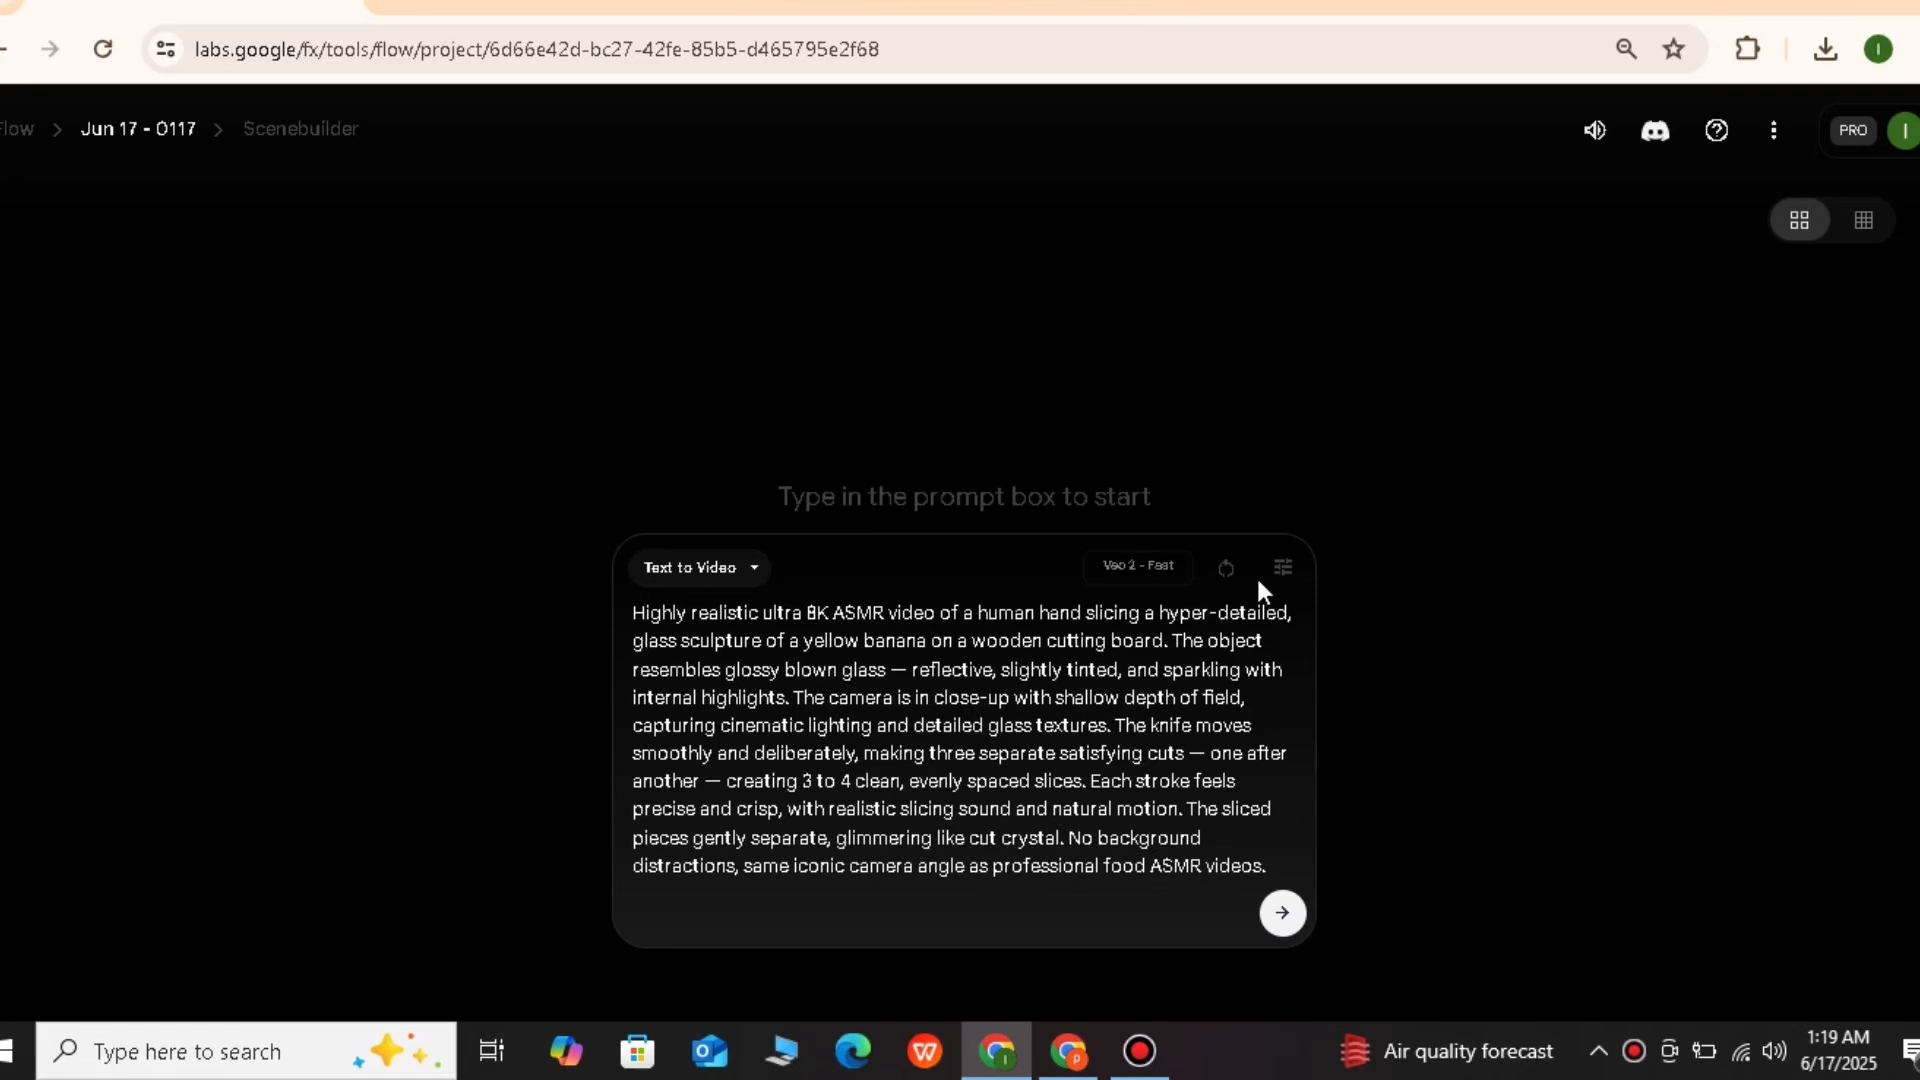 labs.google/fx/tools/flow/project/6d66e42d-bc27-42fe-85b5-d465795e2f68
Flow > Jun 17 - 0117 > Scenebuilder
PRO I
Type in the prompt box to start
Text to Video
Veo 2 - Fast
Highly realistic ultra 8K ASMR video of a human hand slicing a hyper-detailed,
glass sculpture of a yellow banana on a wooden cutting board. The object
resembles glossy blown glass — reflective, slightly tinted, and sparkling with
internal highlights. The camera is in close-up with shallow depth of field,
capturing cinematic lighting and detailed glass textures. The knife moves
smoothly and deliberately, making three separate satisfying cuts — one after
another — creating 3 to 4 clean, evenly spaced slices. Each stroke feels
precise and crisp, with realistic slicing sound and natural motion. The sliced
pieces gently separate, glimmering like cut crystal. No background
distractions, same iconic camera angle as professional food ASMR videos.
Type here to search
Air quality forecast
1:19 AM
6/17/2025